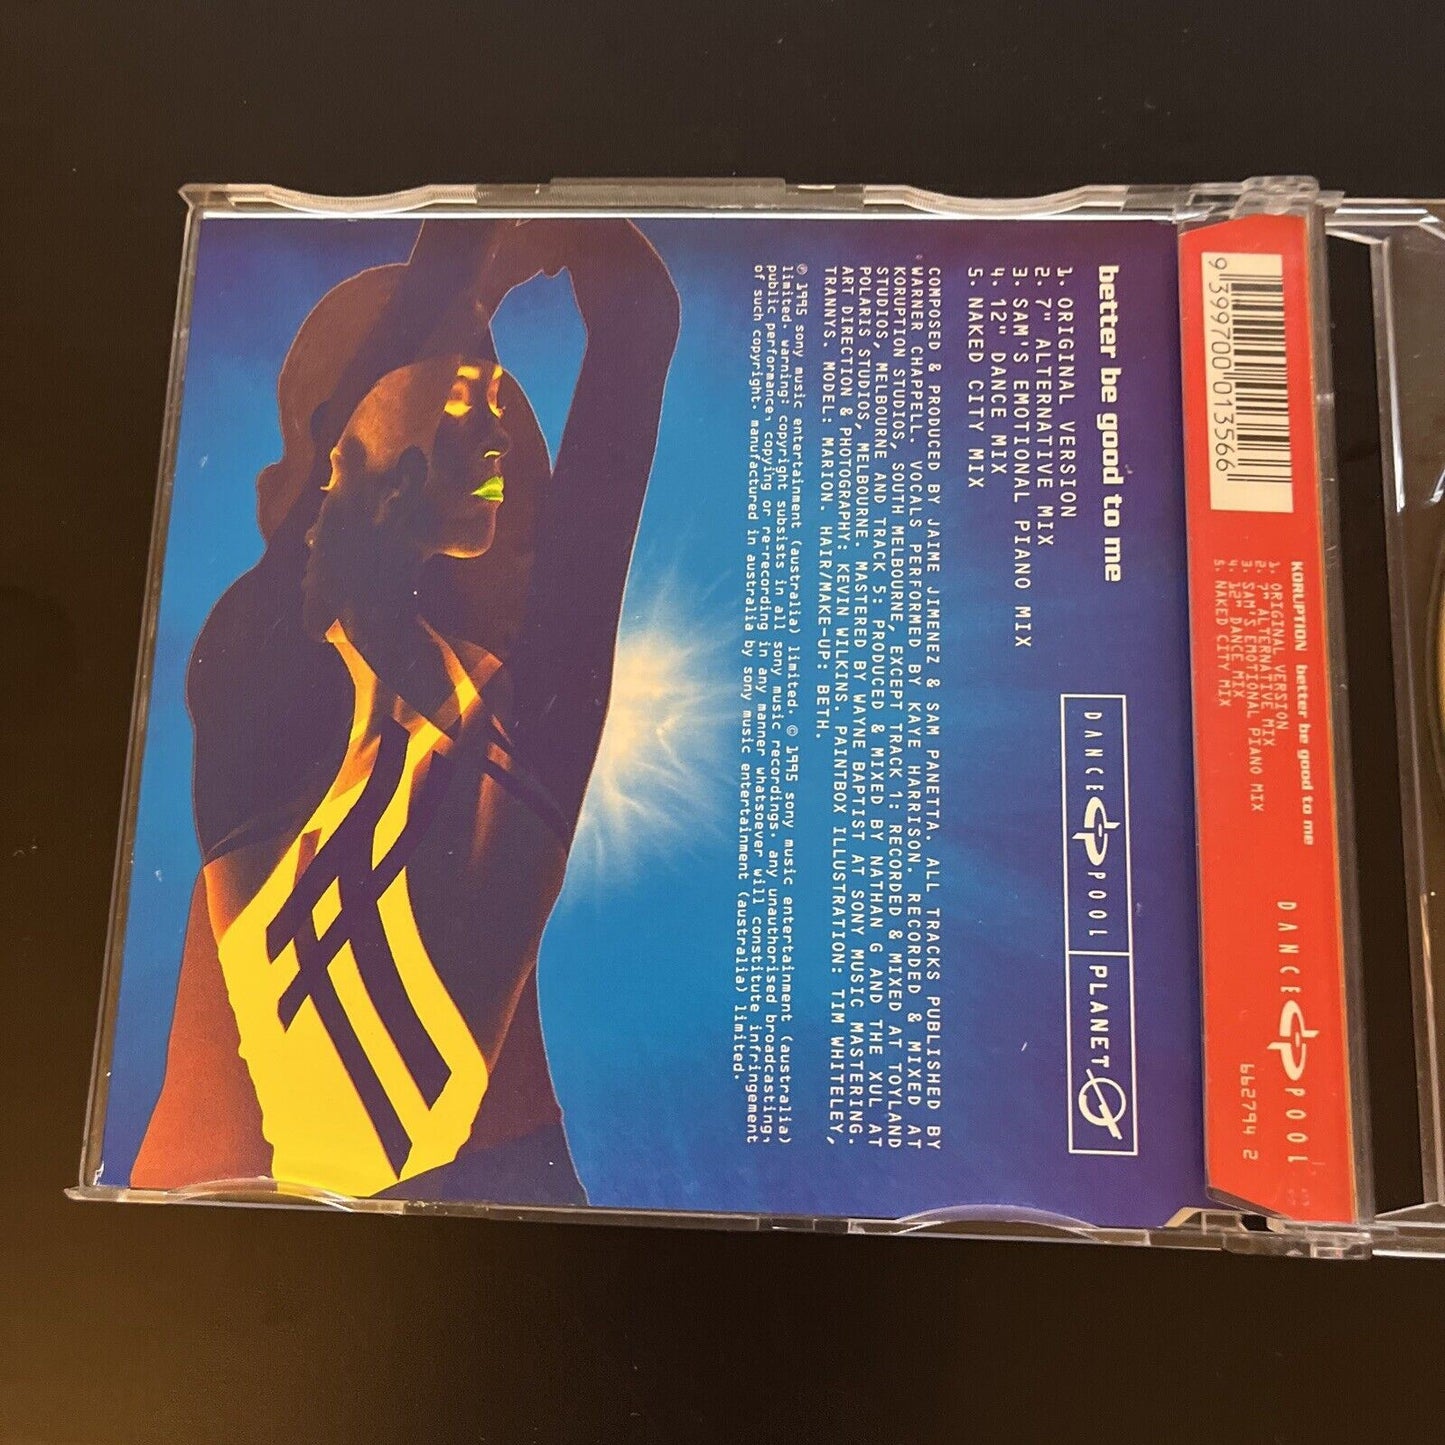 better be good to me
1. ORIGINAL VERSION
2. 7" ALTERNATIVE MIX
3. SAM'S EMOTIONAL PIANO MIX
4. 12" DANCE MIX
5. NAKED CITY MIX
DANCE POOL PLANET
COMPOSED & PRODUCED BY JAIME JIMENEZ & SAM PANETTA. ALL TRACKS PUBLISHED BY
WARNER CHAPPELL. VOCALS PERFORMED BY KAYE HARRISON. RECORDED & MIXED AT
KORUPTION STUDIOS, SOUTH MELBOURNE, EXCEPT TRACK 1: RECORDED & MIXED AT TOYLAND
STUDIOS, MELBOURNE AND TRACK 5: PRODUCED & MIXED BY NATHAN G AND THE XUL AT
POLARIS STUDIOS, MELBOURNE. MASTERED BY WAYNE BAPTIST AT SONY MUSIC MASTERING.
ART DIRECTION & PHOTOGRAPHY: KEVIN WILKINS. PAINTBOX ILLUSTRATION: TIM WHITELEY,
TRANNYS. MODEL: MARION. HAIR/MAKE-UP: BETH.
℗ 1995 sony music entertainment (australia) limited. © 1995 sony music entertainment (australia)
limited. warning: copyright subsists in all sony music recordings. any unauthorised broadcasting,
public performance, copying or re-recording in any manner whatsoever will constitute infringement
of such copyright. manufactured in australia by sony music entertainment (australia) limited.
9 399700 013566
KORUPTION better be good to me
1. ORIGINAL VERSION
2. 7" ALTERNATIVE MIX
3. SAM'S EMOTIONAL PIANO MIX
4. 12" DANCE MIX
5. NAKED CITY MIX
DANCE POOL
662794 2